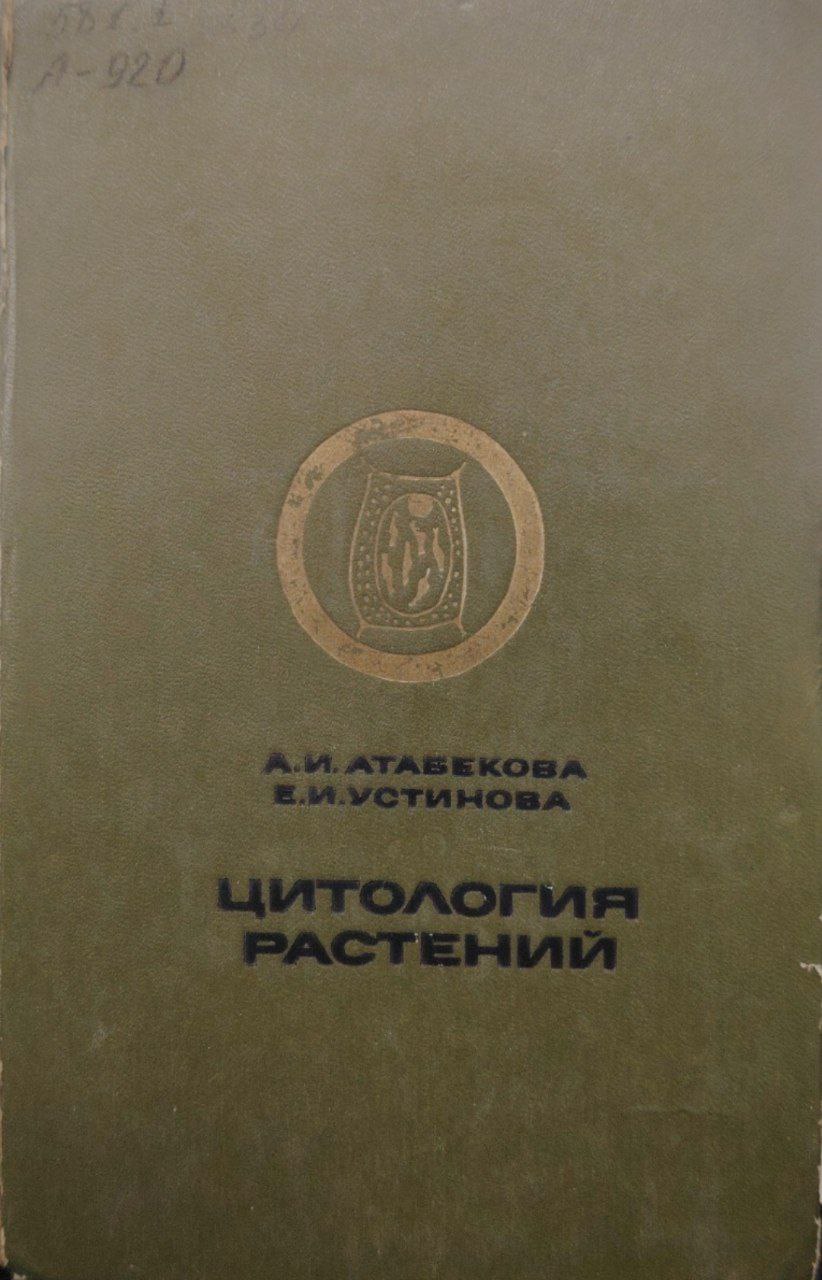 А-920
А.И.АТАБЕКОВА
Е.И.УСТИНОВА
ЦИТОЛОГИЯ
РАСТЕНИЙ